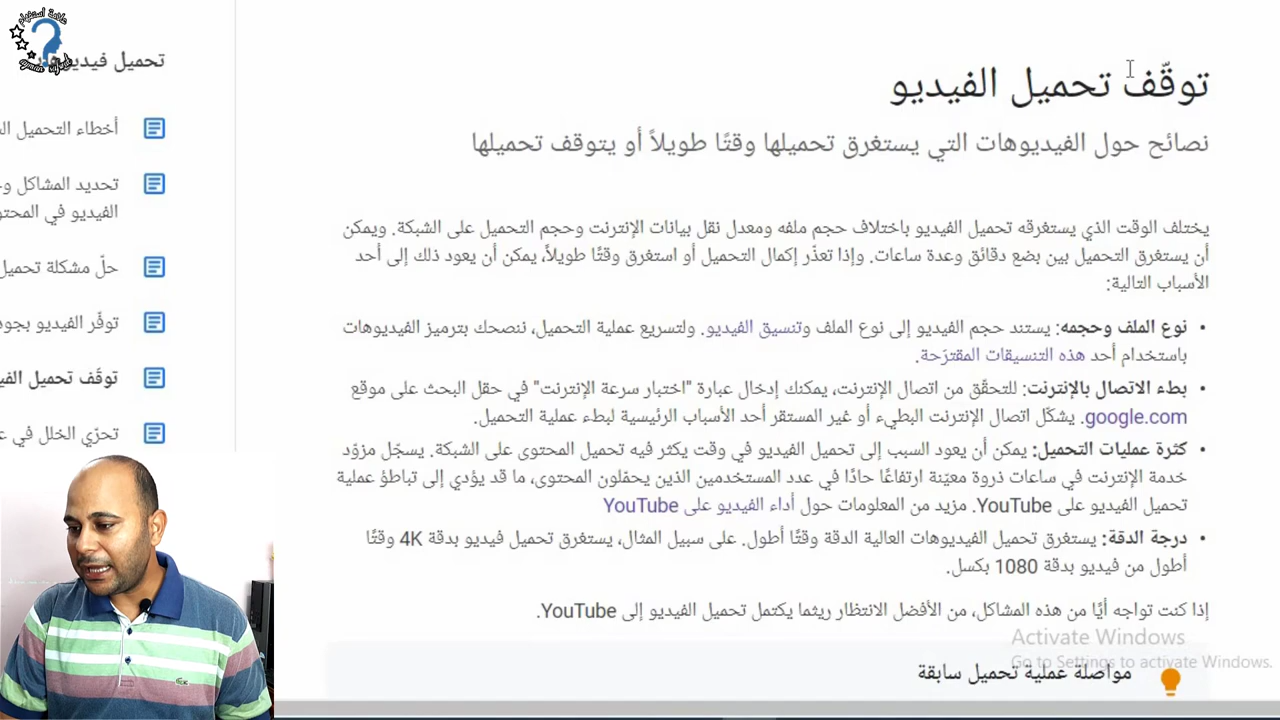 علامة استفهام
توقّف تحميل الفيديو
نصائح حول الفيديوهات التي يستغرق تحميلها وقتًا طويلاً أو يتوقف تحميلها
يختلف الوقت الذي يستغرقه تحميل الفيديو باختلاف حجم ملفه ومعدل نقل بيانات الإنترنت وحجم التحميل على الشبكة. ويمكن
أن يستغرق التحميل بين بضع دقائق وعدة ساعات. وإذا تعذّر إكمال التحميل أو استغرق وقتًا طويلاً، يمكن أن يعود ذلك إلى أحد
الأسباب التالية:
• نوع الملف وحجمه: يستند حجم الفيديو إلى نوع الملف وتنسيق الفيديو. ولتسريع عملية التحميل، ننصحك بترميز الفيديوهات
باستخدام أحد هذه التنسيقات المقترَحة.
• بطء الاتصال بالإنترنت: للتحقّق من اتصال الإنترنت، يمكنك إدخال عبارة "اختبار سرعة الإنترنت" في حقل البحث على موقع
google.com. يشكّل اتصال الإنترنت البطيء أو غير المستقر أحد الأسباب الرئيسية لبطء عملية التحميل.
• كثرة عمليات التحميل: يمكن أن يعود السبب إلى تحميل الفيديو في وقت يكثر فيه تحميل المحتوى على الشبكة. يسجّل مزوّد
خدمة الإنترنت في ساعات ذروة معيّنة ارتفاعًا حادًا في عدد المستخدمين الذين يحمّلون المحتوى، ما قد يؤدي إلى تباطؤ عملية
تحميل الفيديو على YouTube. مزيد من المعلومات حول أداء الفيديو على YouTube
• درجة الدقة: يستغرق تحميل الفيديوهات العالية الدقة وقتًا أطول. على سبيل المثال، يستغرق تحميل فيديو بدقة 4K وقتًا
أطول من فيديو بدقة 1080 بكسل.
إذا كنت تواجه أيًا من هذه المشاكل، من الأفضل الانتظار ريثما يكتمل تحميل الفيديو إلى YouTube.
مواصلة عملية تحميل سابقة
Activate Windows
Go to Settings to activate Windows.
تحميل فيديو
أخطاء التحميل
تحديد المشاكل
الفيديو في
حلّ مشكلة تحميل
توفّر الفيديو
توقّف تحميل
تحرّي الخلل في